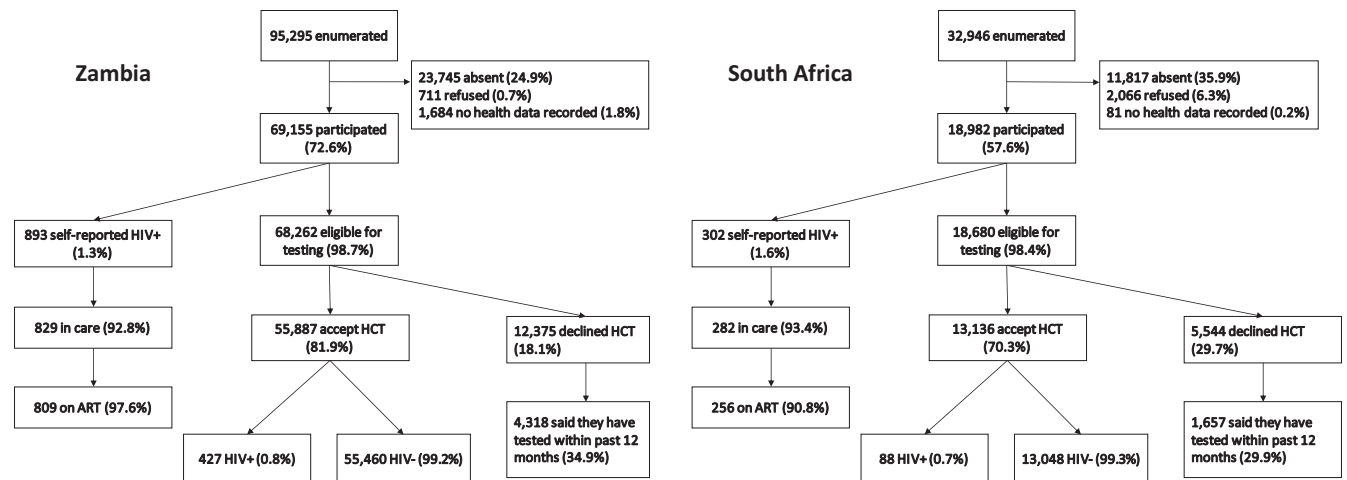 Zambia
95,295 enumerated
23,745 absent (24.9%)
711 refused (0.7%)
1,684 no health data recorded (1.8%)
69,155 participated
(72.6%)
893 self-reported HIV+
(1.3%)
68,262 eligible for
testing (98.7%)
829 in care (92.8%)
55,887 accept HCT
(81.9%)
12,375 declined HCT
(18.1%)
809 on ART (97.6%)
427 HIV+ (0.8%)
55,460 HIV- (99.2%)
4,318 said they have
tested within past 12
months (34.9%)
South Africa
32,946 enumerated
11,817 absent (35.9%)
2,066 refused (6.3%)
81 no health data recorded (0.2%)
18,982 participated
(57.6%)
302 self-reported HIV+
(1.6%)
18,680 eligible for
testing (98.4%)
282 in care (93.4%)
13,136 accept HCT
(70.3%)
5,544 declined HCT
(29.7%)
256 on ART (90.8%)
88 HIV+ (0.7%)
13,048 HIV- (99.3%)
1,657 said they have
tested within past 12
months (29.9%)